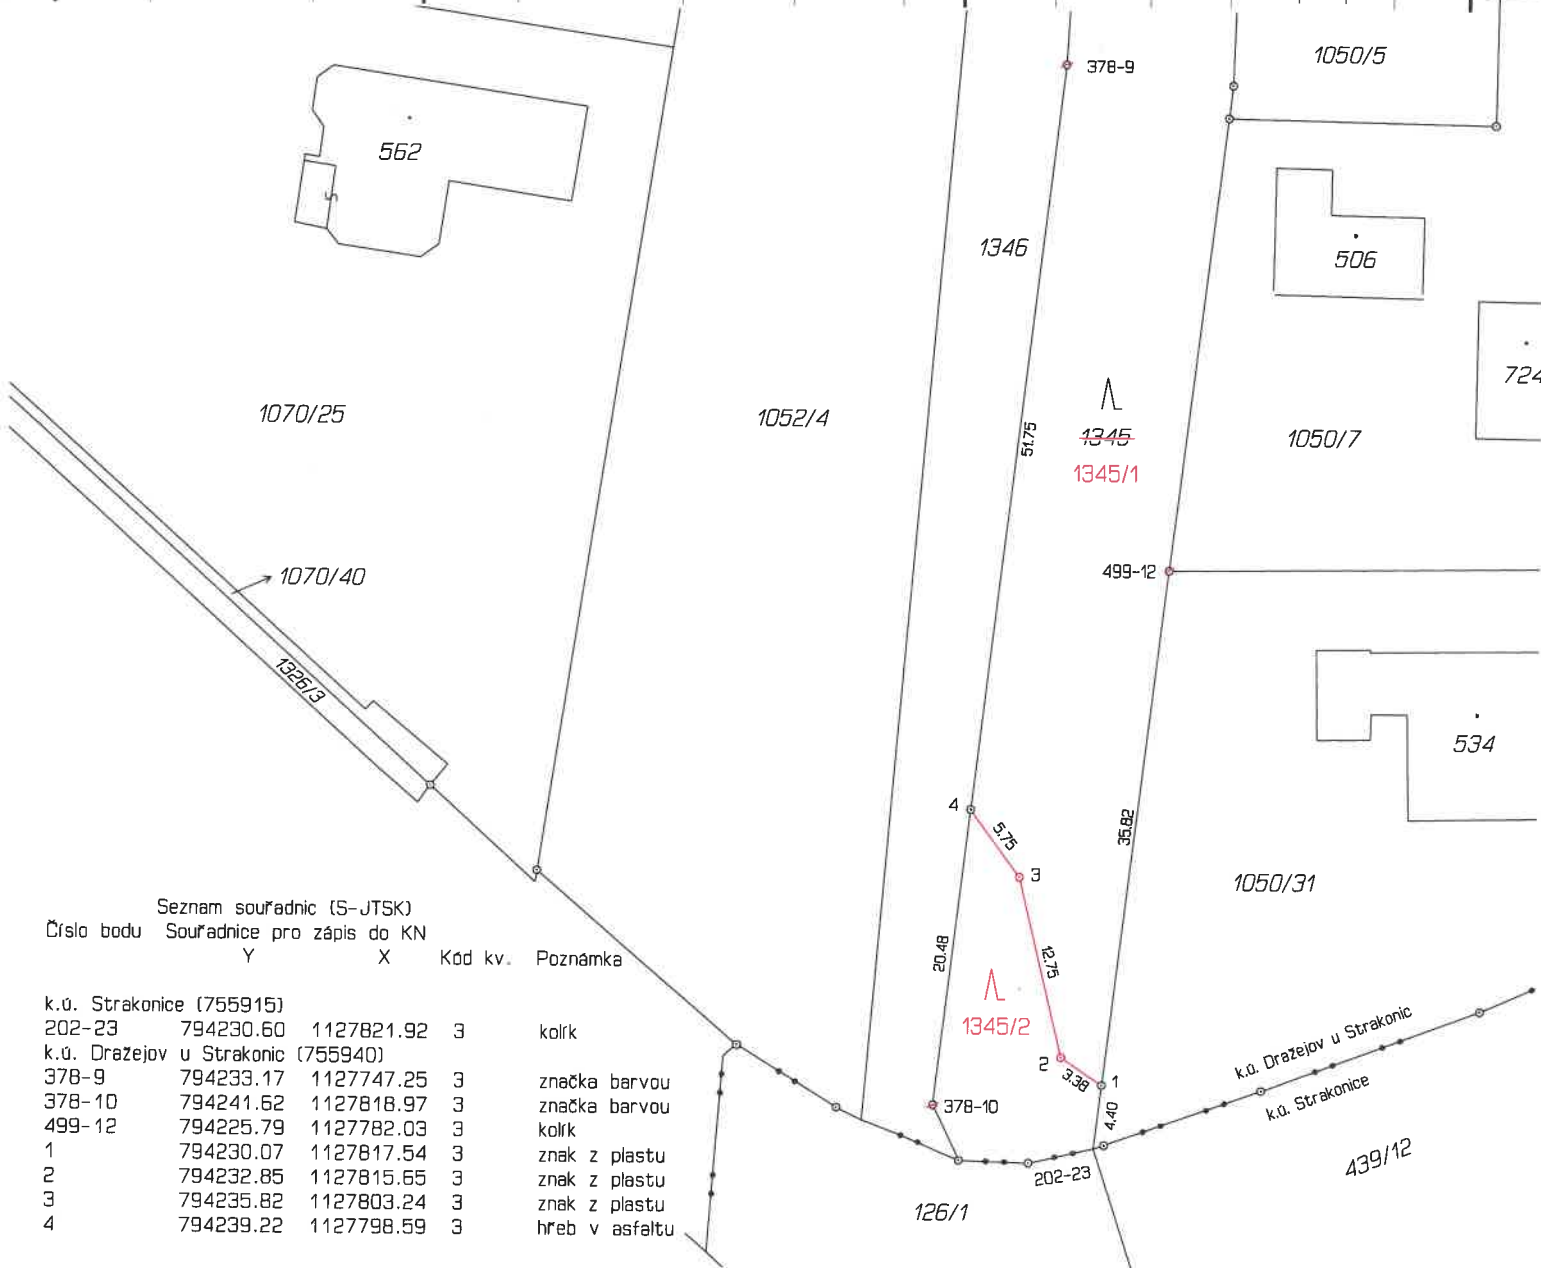 1050/5
378-9
562
S
1346
506
724
1070/25
1052/4
51.75
1345
1345/1
1050/7
1070/40
499-12
1326/3
534
4
5.75
3
35.82
1050/31
20.48
12.75
1345/2
2
3.38
1
4.40
378-10
202-23
k.ú. Dražejov u Strakonic
k.ú. Strakonice
439/12
126/1
Seznam souřadnic (S-JTSK)
Číslo bodu Souřadnice pro zápis do KN
Y X Kód kv. Poznámka
k.ú. Strakonice (755915)
202-23 794230.60 1127821.92 3 kolík
k.ú. Dražejov u Strakonic (755940)
378-9 794233.17 1127747.25 3 značka barvou
378-10 794241.62 1127818.97 3 značka barvou
499-12 794225.79 1127782.03 3 kolík
1 794230.07 1127817.54 3 znak z plastu
2 794232.85 1127815.65 3 znak z plastu
3 794235.82 1127803.24 3 znak z plastu
4 794239.22 1127798.59 3 hřeb v asfaltu